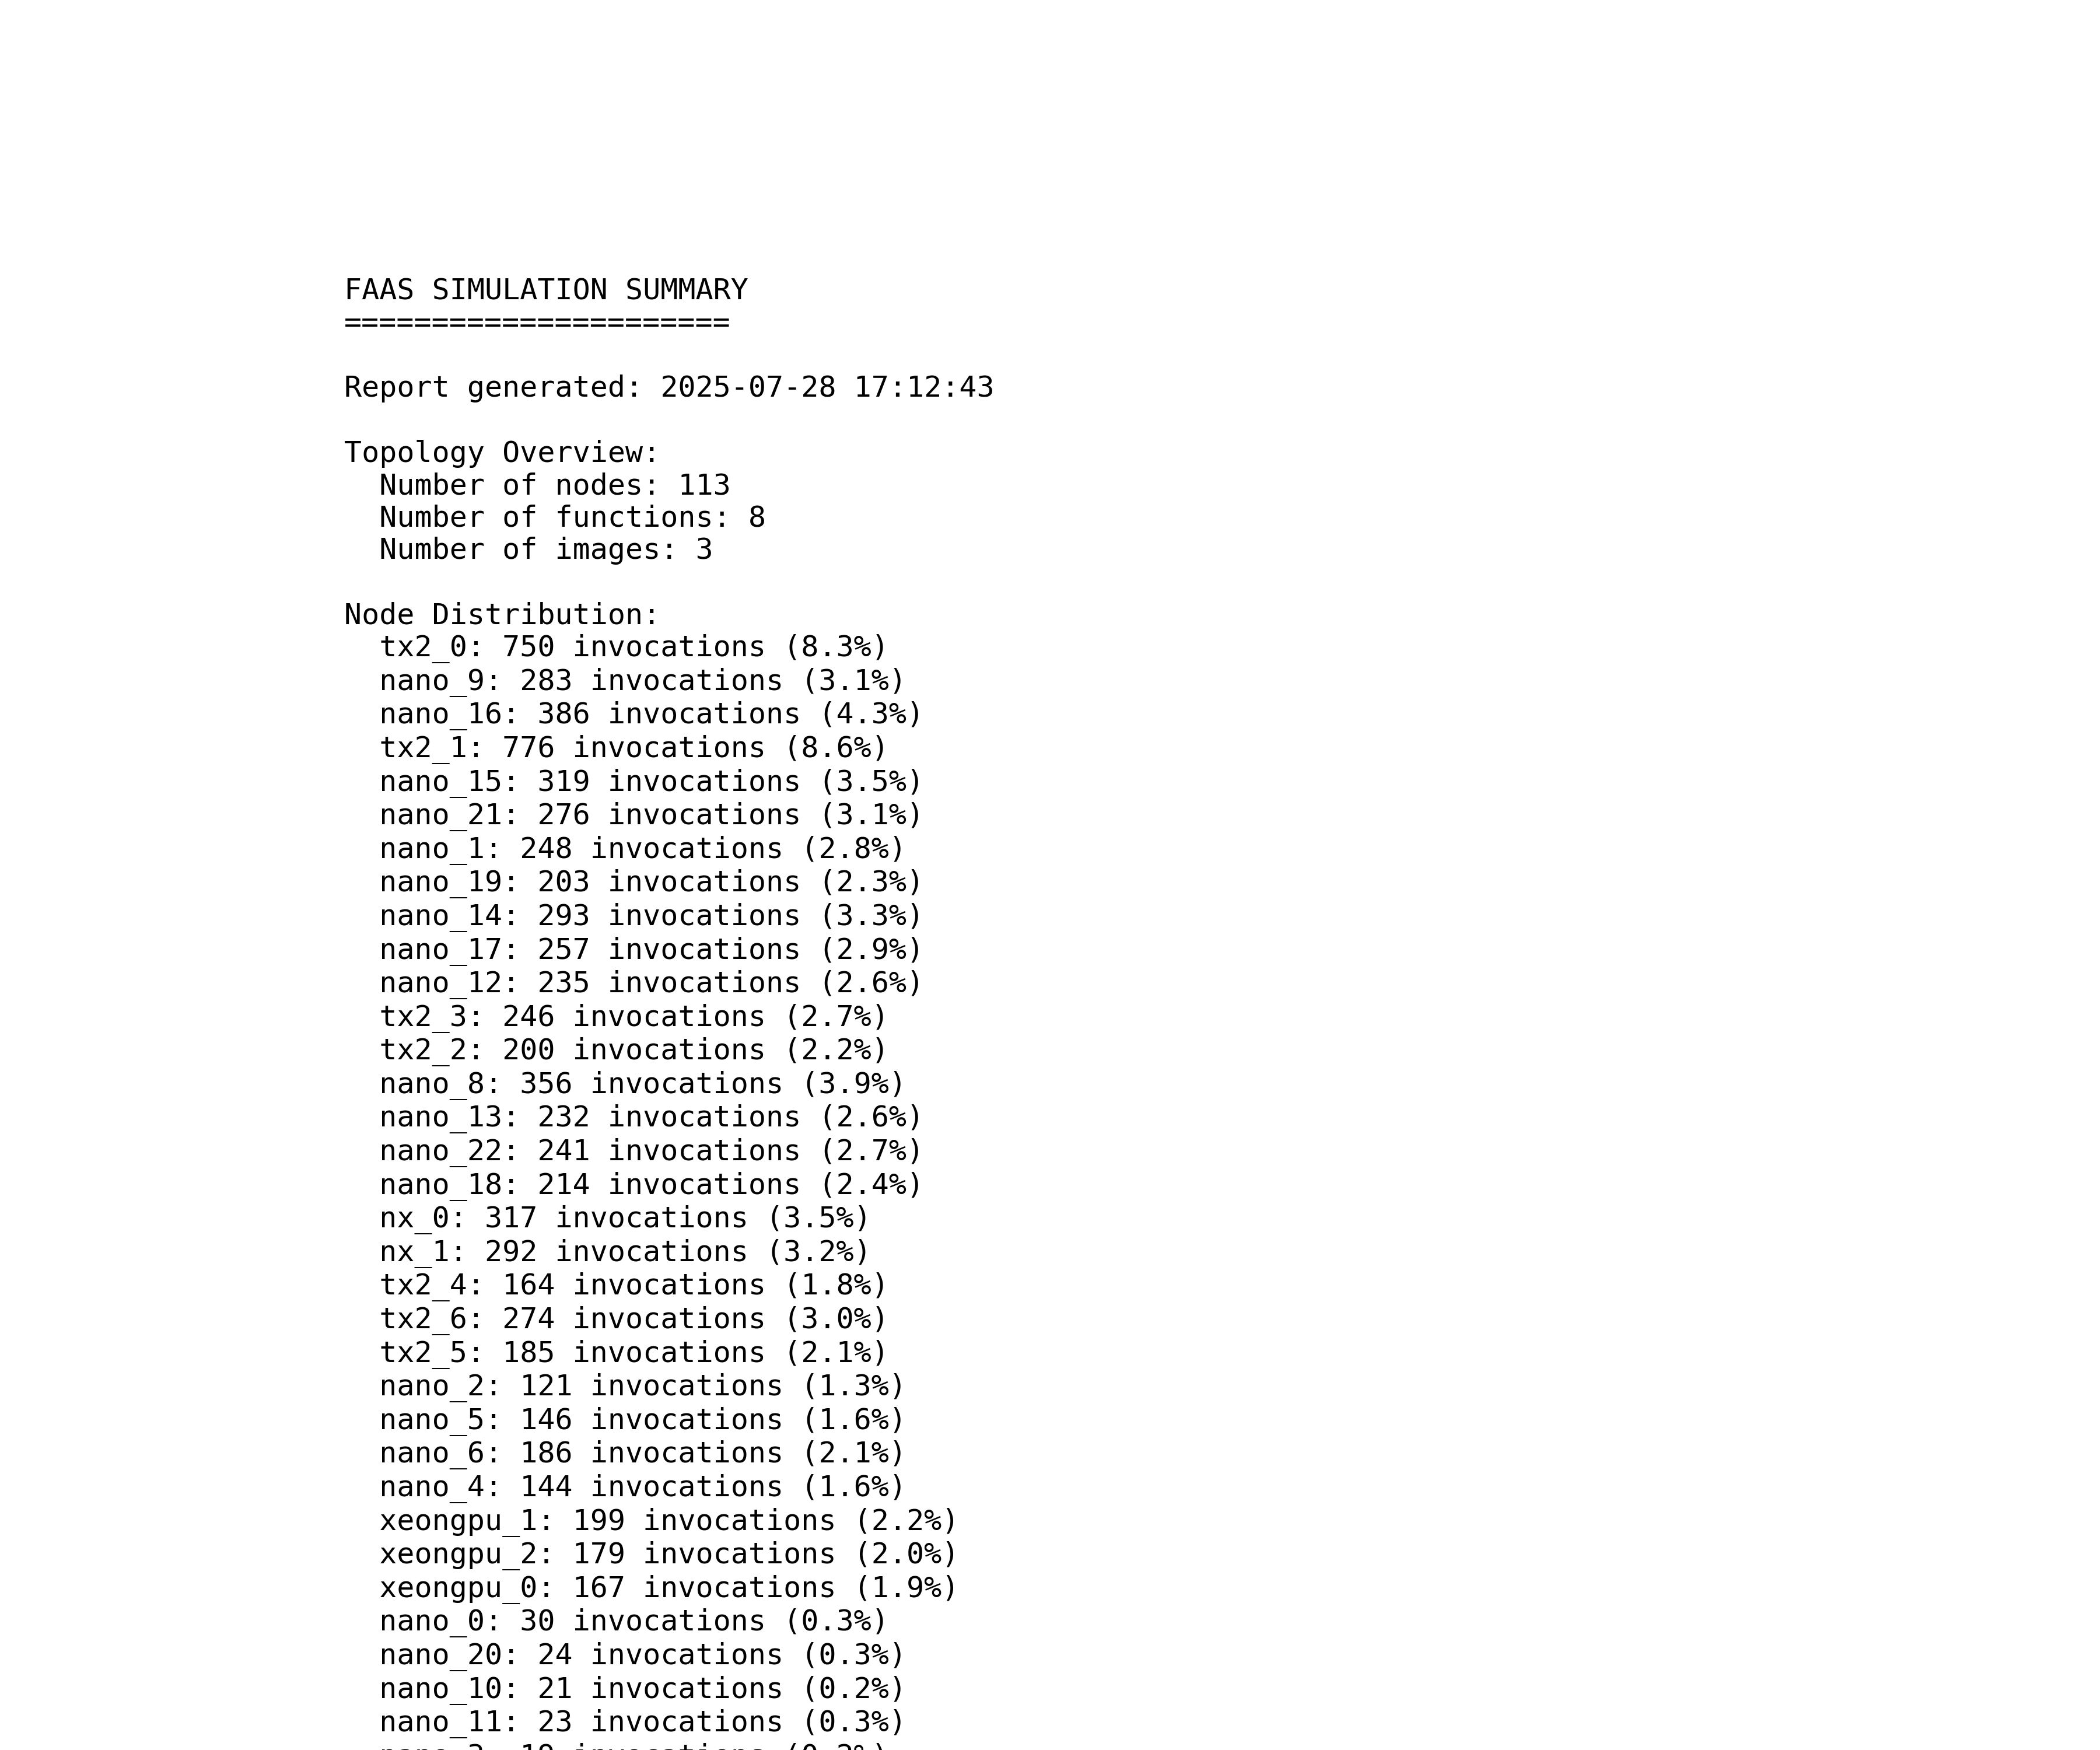 FAAS SIMULATION SUMMARY
======================
Report generated: 2025-07-28 17:12:43
Topology Overview:
Number of nodes: 113
Number of functions: 8
Number of images: 3
Node Distribution:
tx2_0: 750 invocations (8.3%)
nano_9: 283 invocations (3.1%)
nano_16: 386 invocations (4.3%)
tx2_1: 776 invocations (8.6%)
nano_15: 319 invocations (3.5%)
nano_21: 276 invocations (3.1%)
nano_1: 248 invocations (2.8%)
nano_19: 203 invocations (2.3%)
nano_14: 293 invocations (3.3%)
nano_17: 257 invocations (2.9%)
nano_12: 235 invocations (2.6%)
tx2_3: 246 invocations (2.7%)
tx2_2: 200 invocations (2.2%)
nano_8: 356 invocations (3.9%)
nano_13: 232 invocations (2.6%)
nano_22: 241 invocations (2.7%)
nano_18: 214 invocations (2.4%)
nx_0: 317 invocations (3.5%)
nx_1: 292 invocations (3.2%)
tx2_4: 164 invocations (1.8%)
tx2_6: 274 invocations (3.0%)
tx2_5: 185 invocations (2.1%)
nano_2: 121 invocations (1.3%)
nano_5: 146 invocations (1.6%)
nano_6: 186 invocations (2.1%)
nano_4: 144 invocations (1.6%)
xeongpu_1: 199 invocations (2.2%)
xeongpu_2: 179 invocations (2.0%)
xeongpu_0: 167 invocations (1.9%)
nano_0: 30 invocations (0.3%)
nano_20: 24 invocations (0.3%)
nano_10: 21 invocations (0.2%)
nano_11: 23 invocations (0.3%)